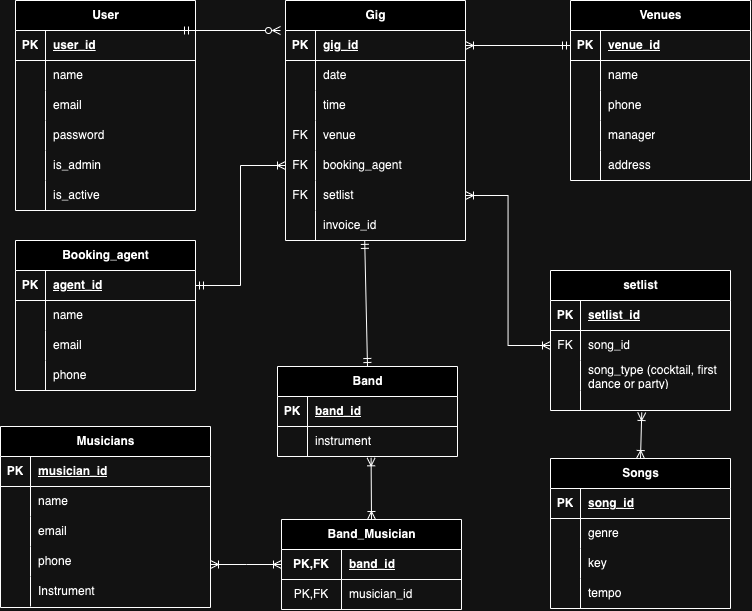 User
PK user_id
name
email
password
is_admin
is_active
Gig
PK gig_id
date
time
FK venue
FK booking_agent
FK setlist
invoice_id
Venues
PK venue_id
name
phone
manager
address
Booking_agent
PK agent_id
name
email
phone
setlist
PK setlist_id
FK song_id
song_type (cocktail, first
dance or party)
Band
PK band_id
instrument
Musicians
PK musician_id
name
email
phone
Instrument
Band_Musician
PK,FK band_id
PK,FK musician_id
Songs
PK song_id
genre
key
tempo